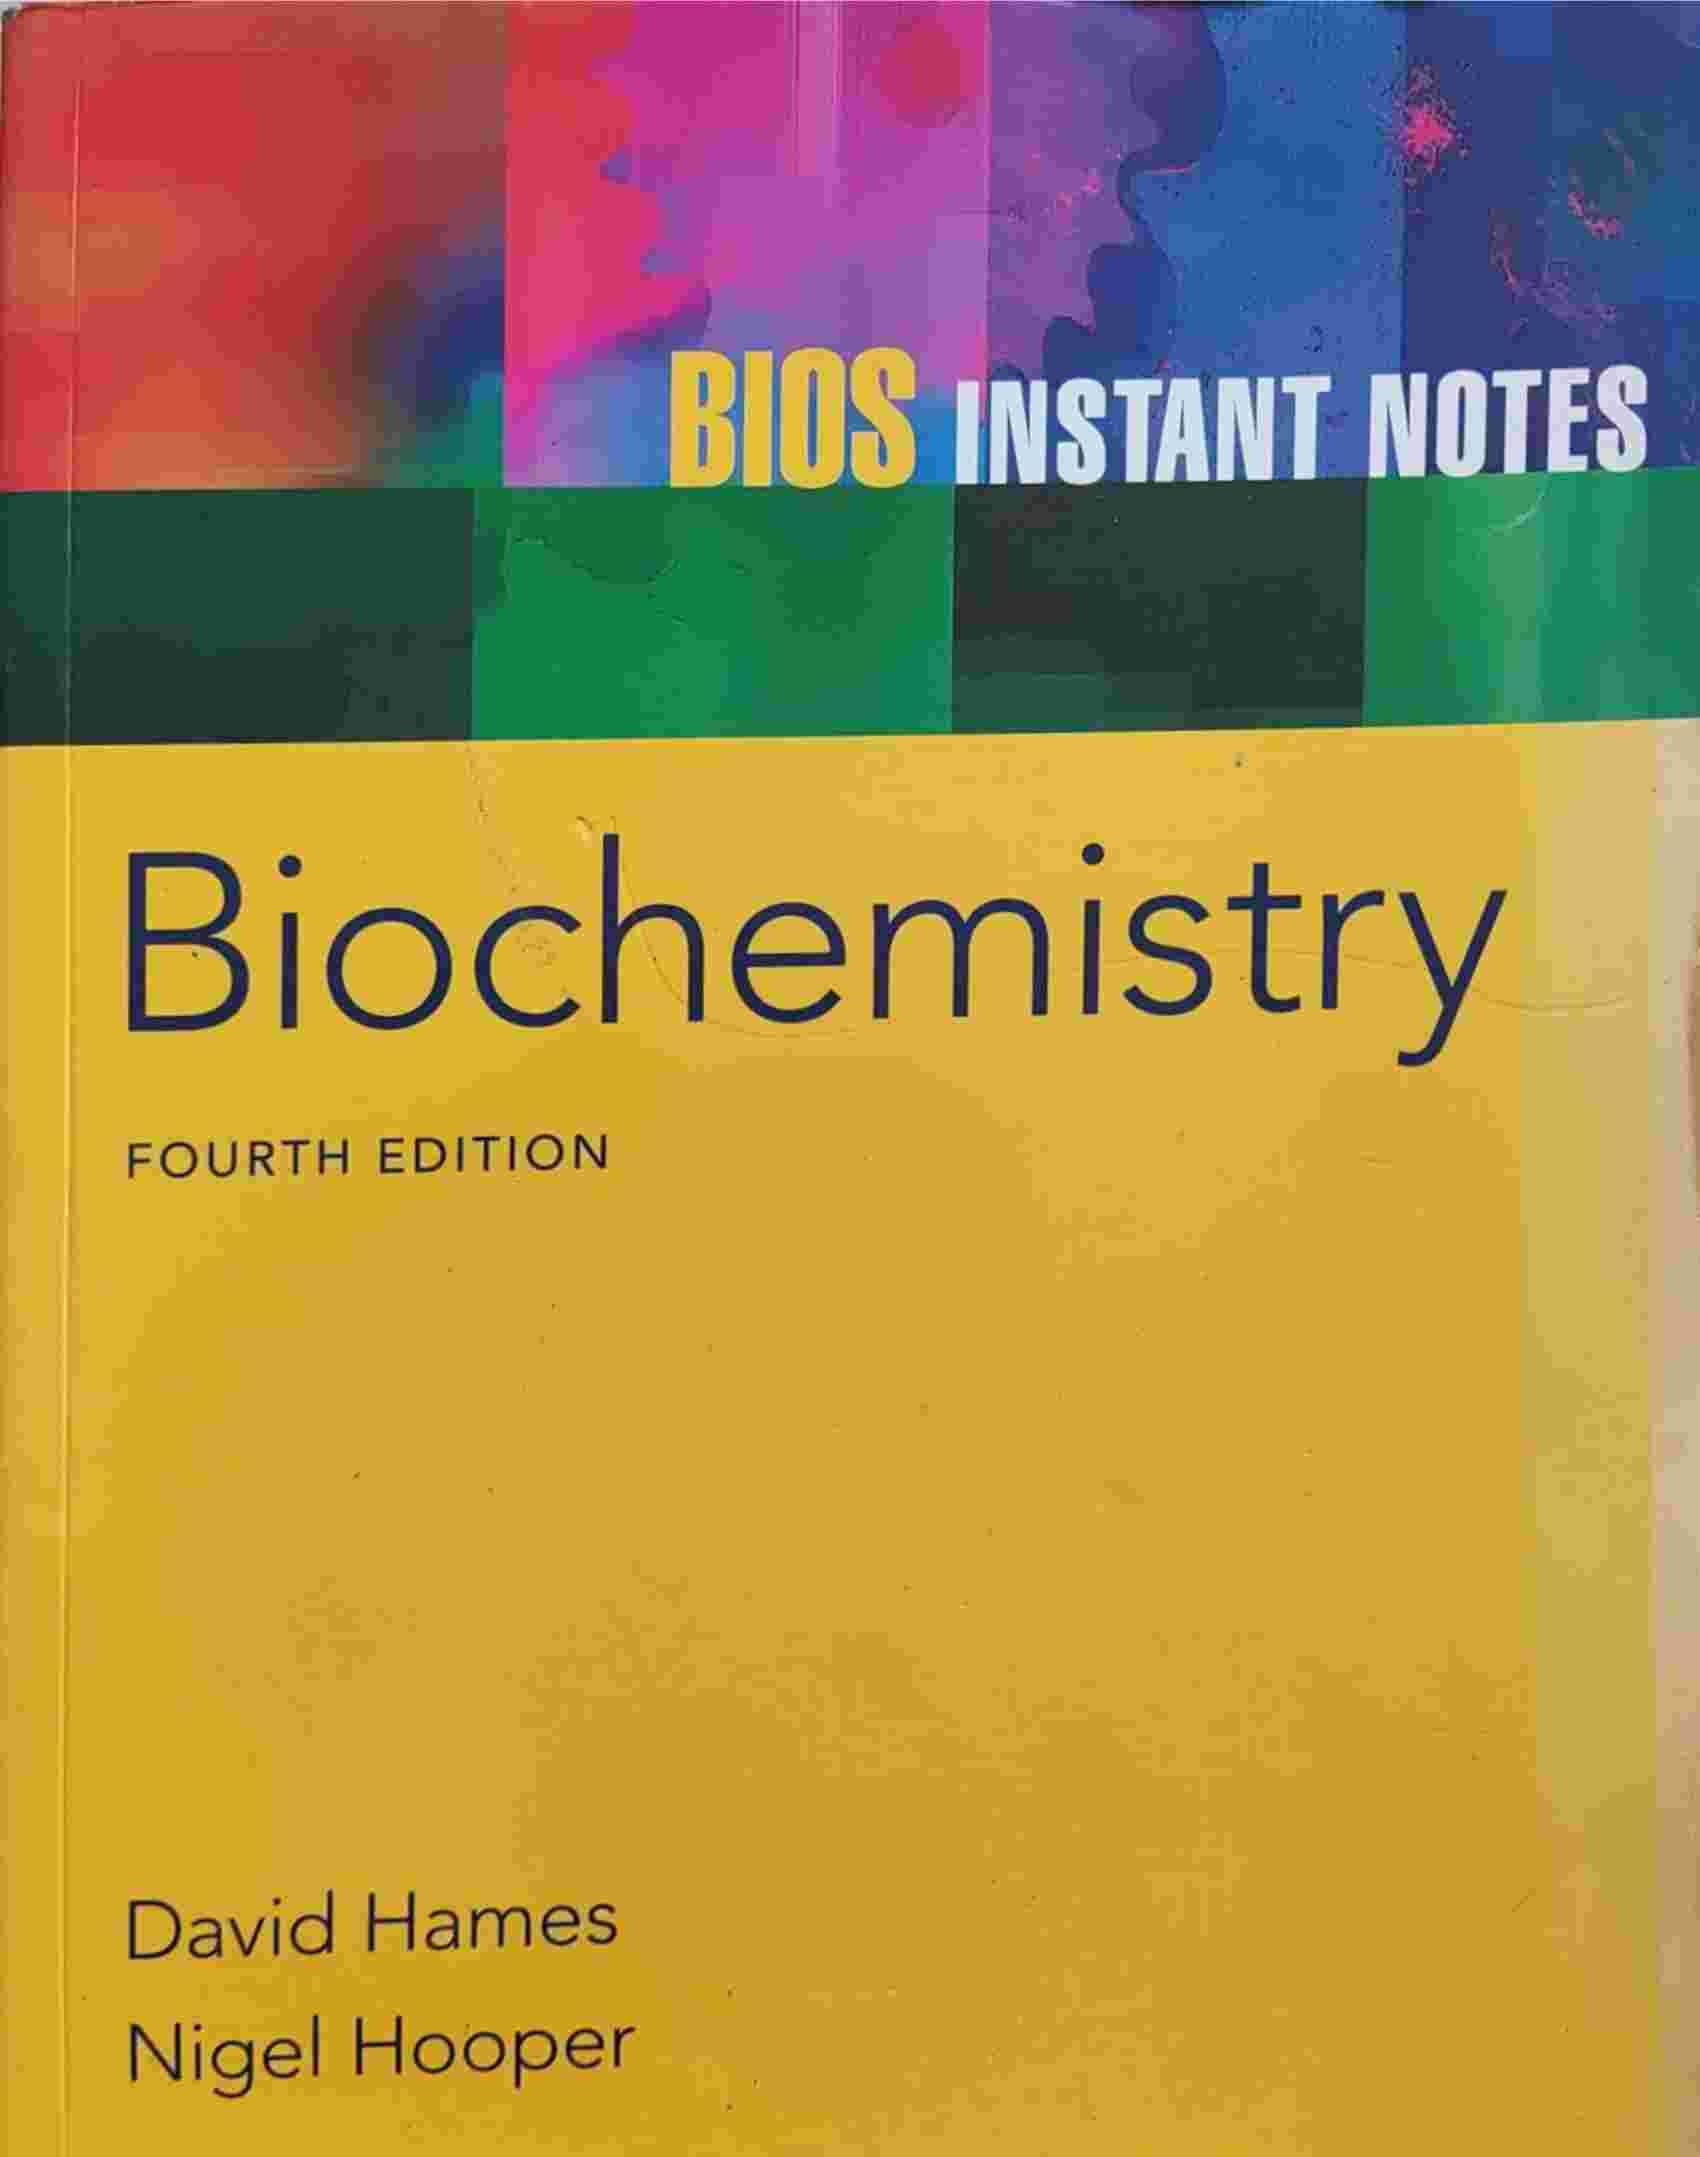 BIOS INSTANT NOTES
Biochemistry
FOURTH EDITION
David Hames
Nigel Hooper